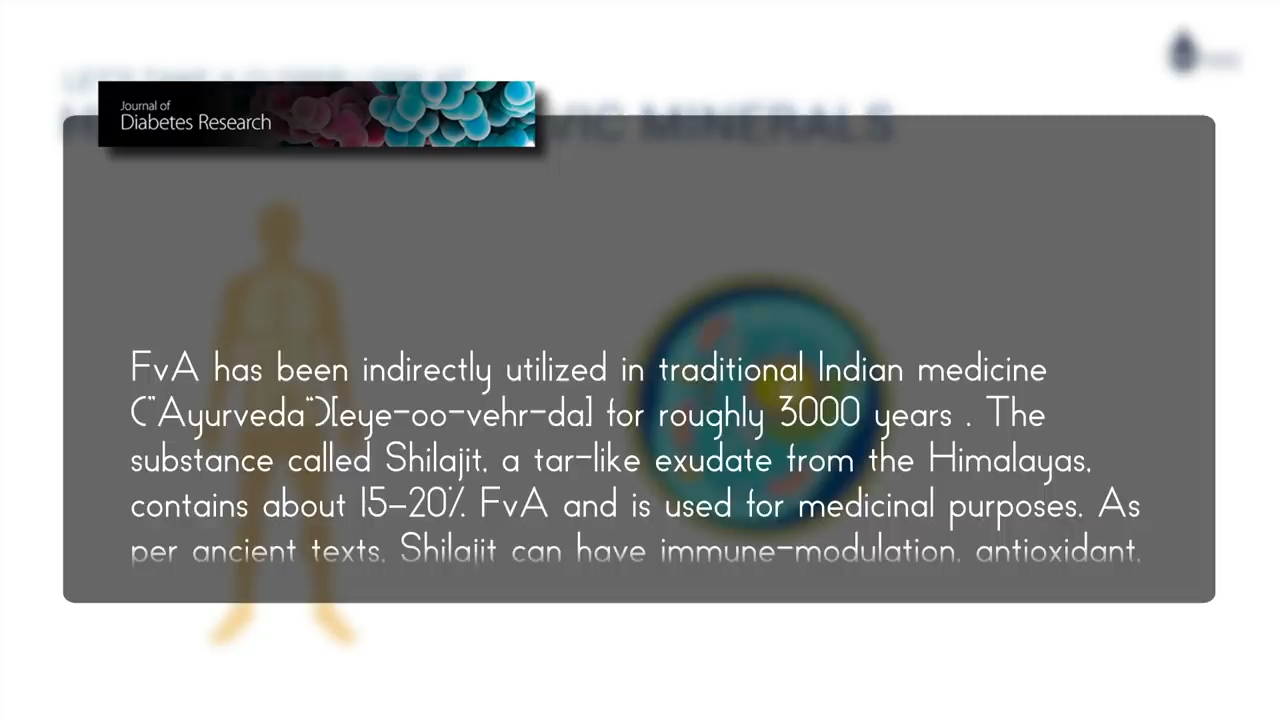 Journal of
Diabetes Research
VIC MINERALS
FvA has been indirectly utilized in traditional Indian medicine
("Ayurveda")[eye-oo-vehr-da] for roughly 3000 years . The
substance called Shilajit, a tar-like exudate from the Himalayas,
contains about 15-20% FvA and is used for medicinal purposes. As
per ancient texts, Shilajit can have immune-modulation, antioxidant,